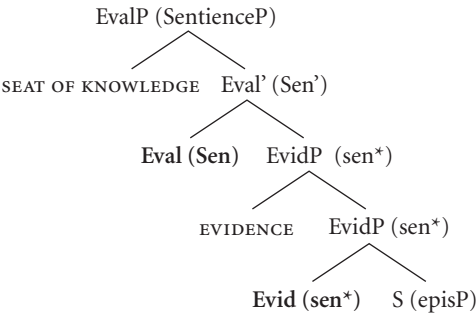 EvalP (SentienceP)
SEAT OF KNOWLEDGE Eval’ (Sen’)
Eval (Sen) EvidP (sen*)
EVIDENCE EvidP (sen*)
Evid (sen*) S (episP)